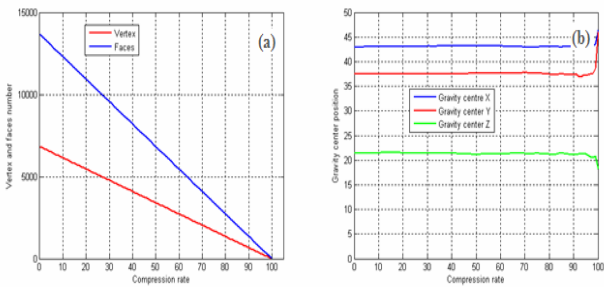 (a)
Vertex
Faces
15000
10000
5000
0
Vertex and faces number
0 10 20 30 40 50 60 70 80 90 100
Compression rate
(b)
Gravity centre X
Gravity center Y
Gravity center Z
50
45
40
35
30
25
20
15
10
5
0
Gravity center position
0 10 20 30 40 50 60 70 80 90 100
Compression rate